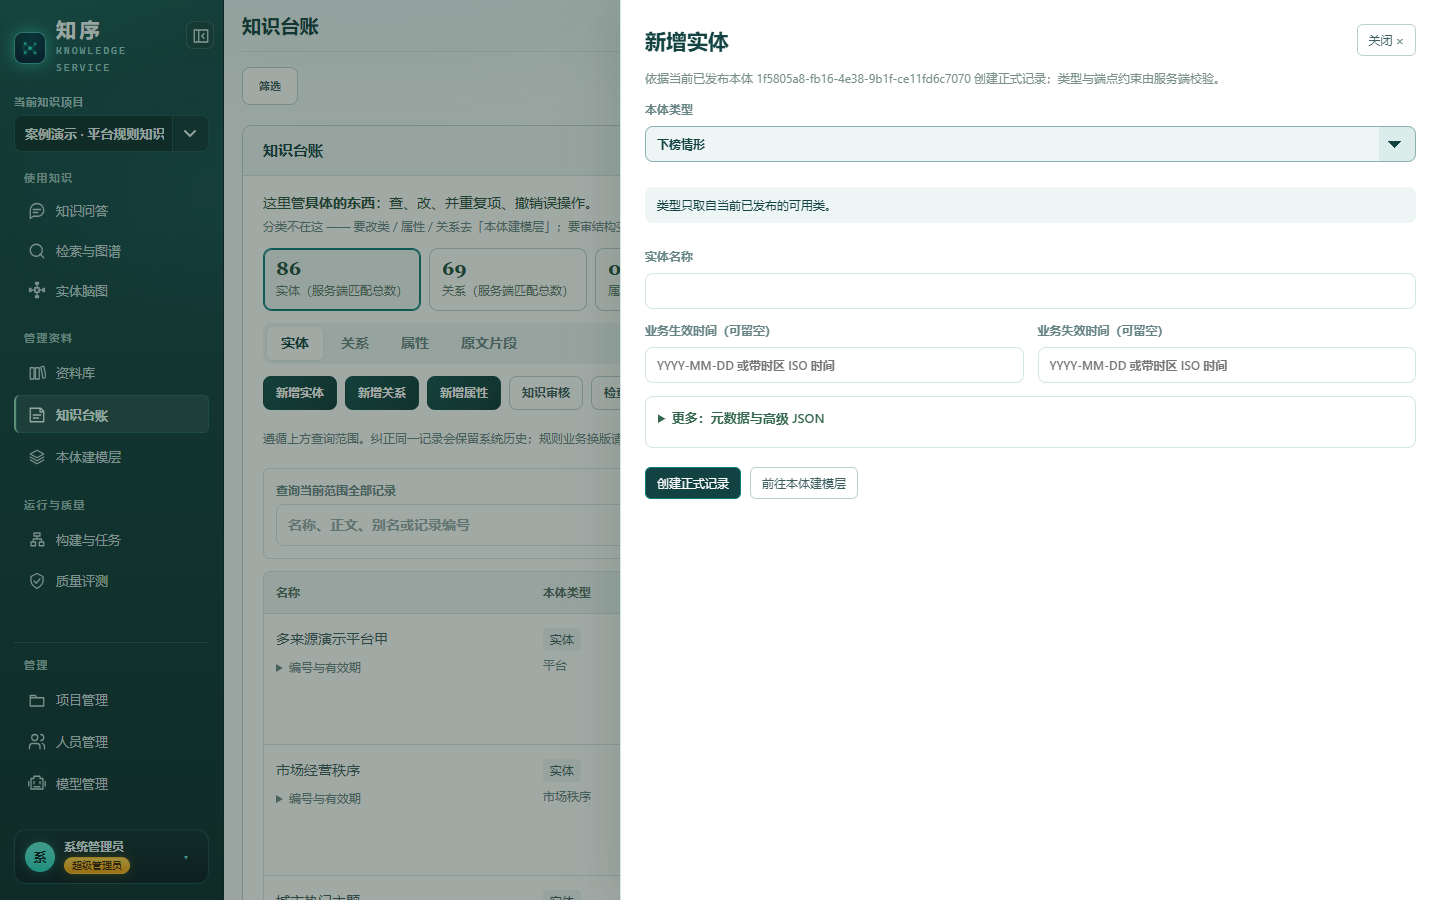 知序
KNOWLEDGE
SERVICE
当前知识项目
案例演示 · 平台规则知识
使用知识
知识问答
检索与图谱
实体脑图
管理资料
资料库
知识台账
本体建模层
运行与质量
构建与任务
质量评测
管理
项目管理
人员管理
模型管理
系
系统管理员
超级管理员
知识台账
筛选
知识台账
这里管具体的东西：查、改、并重复项、撤销误操作。
分类不在这 —— 要改类 / 属性 / 关系去「本体建模层」；要审结构
86
实体（服务端匹配总数）
69
关系（服务端匹配总数）
0
实体
关系
属性
原文片段
新增实体
新增关系
新增属性
知识审核
遵循上方查询范围。纠正同一记录会保留系统历史；规则业务换版请
查询当前范围全部记录
名称、正文、别名或记录编号
名称
本体类型
多来源演示平台甲
实体
编号与有效期
平台
市场经营秩序
实体
编号与有效期
市场秩序
新增实体
关闭 ×
依据当前已发布本体 1f5805a8-fb16-4e38-9b1f-ce11fd6c7070 创建正式记录；类型与端点约束由服务端校验。
本体类型
下榜情形
类型只取自当前已发布的可用类。
实体名称
业务生效时间（可留空）
业务失效时间（可留空）
YYYY-MM-DD 或带时区 ISO 时间
YYYY-MM-DD 或带时区 ISO 时间
更多：元数据与高级 JSON
创建正式记录
前往本体建模层